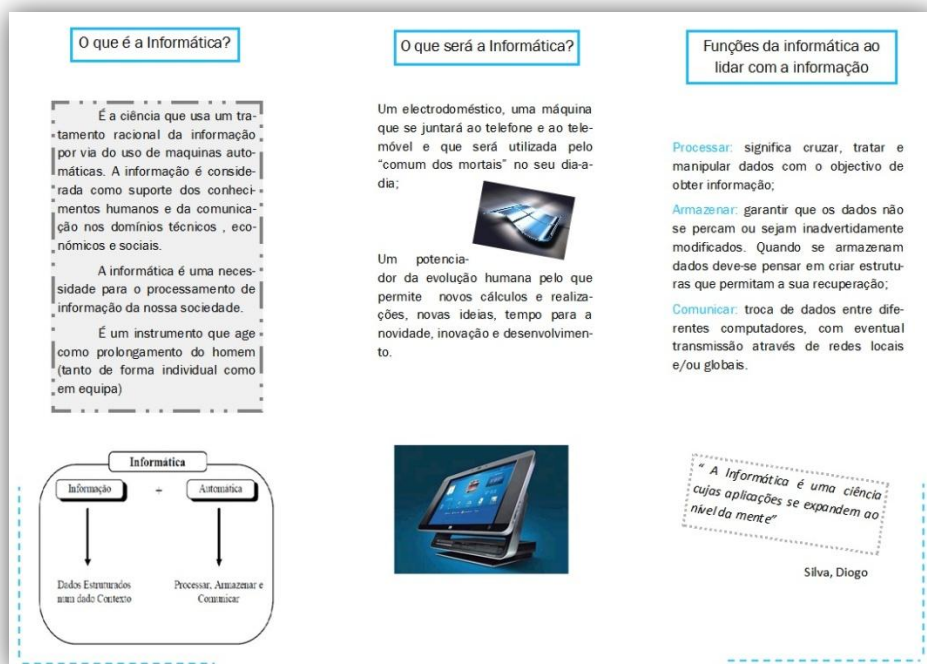 O que é a Informática?
É a ciência que usa um tra-
tamento racional da informação
por via do uso de maquinas auto-
máticas. A informação é conside-
rada como suporte dos conheci-
mentos humanos e da comunica-
ção nos domínios técnicos , eco-
nómicos e sociais.
A informática é uma neces-
sidade para o processamento de
informação da nossa sociedade.
É um instrumento que age
como prolongamento do homem
(tanto de forma individual como
em equipa)
Informática
Informação + Automática
Dados Estruturados
num dado Contexto
Processar, Armazenar e
Comunicar
O que será a Informática?
Um electrodoméstico, uma máquina
que se juntará ao telefone e ao tele-
móvel e que será utilizada pelo
“comum dos mortais” no seu dia-a-
dia;
Um potencia-
dor da evolução humana pelo que
permite novos cálculos e realiza-
ções, novas ideias, tempo para a
novidade, inovação e desenvolvimen-
to.
Funções da informática ao
lidar com a informação
Processar: significa cruzar, tratar e
manipular dados com o objectivo de
obter informação;
Armazenar: garantir que os dados não
se percam ou sejam inadvertidamente
modificados. Quando se armazenam
dados deve-se pensar em criar estrutu-
ras que permitam a sua recuperação;
Comunicar: troca de dados entre dife-
rentes computadores, com eventual
transmissão através de redes locais
e/ou globais.
“ A Informática é uma ciência
cujas aplicações se expandem ao
nível da mente”
Silva, Diogo